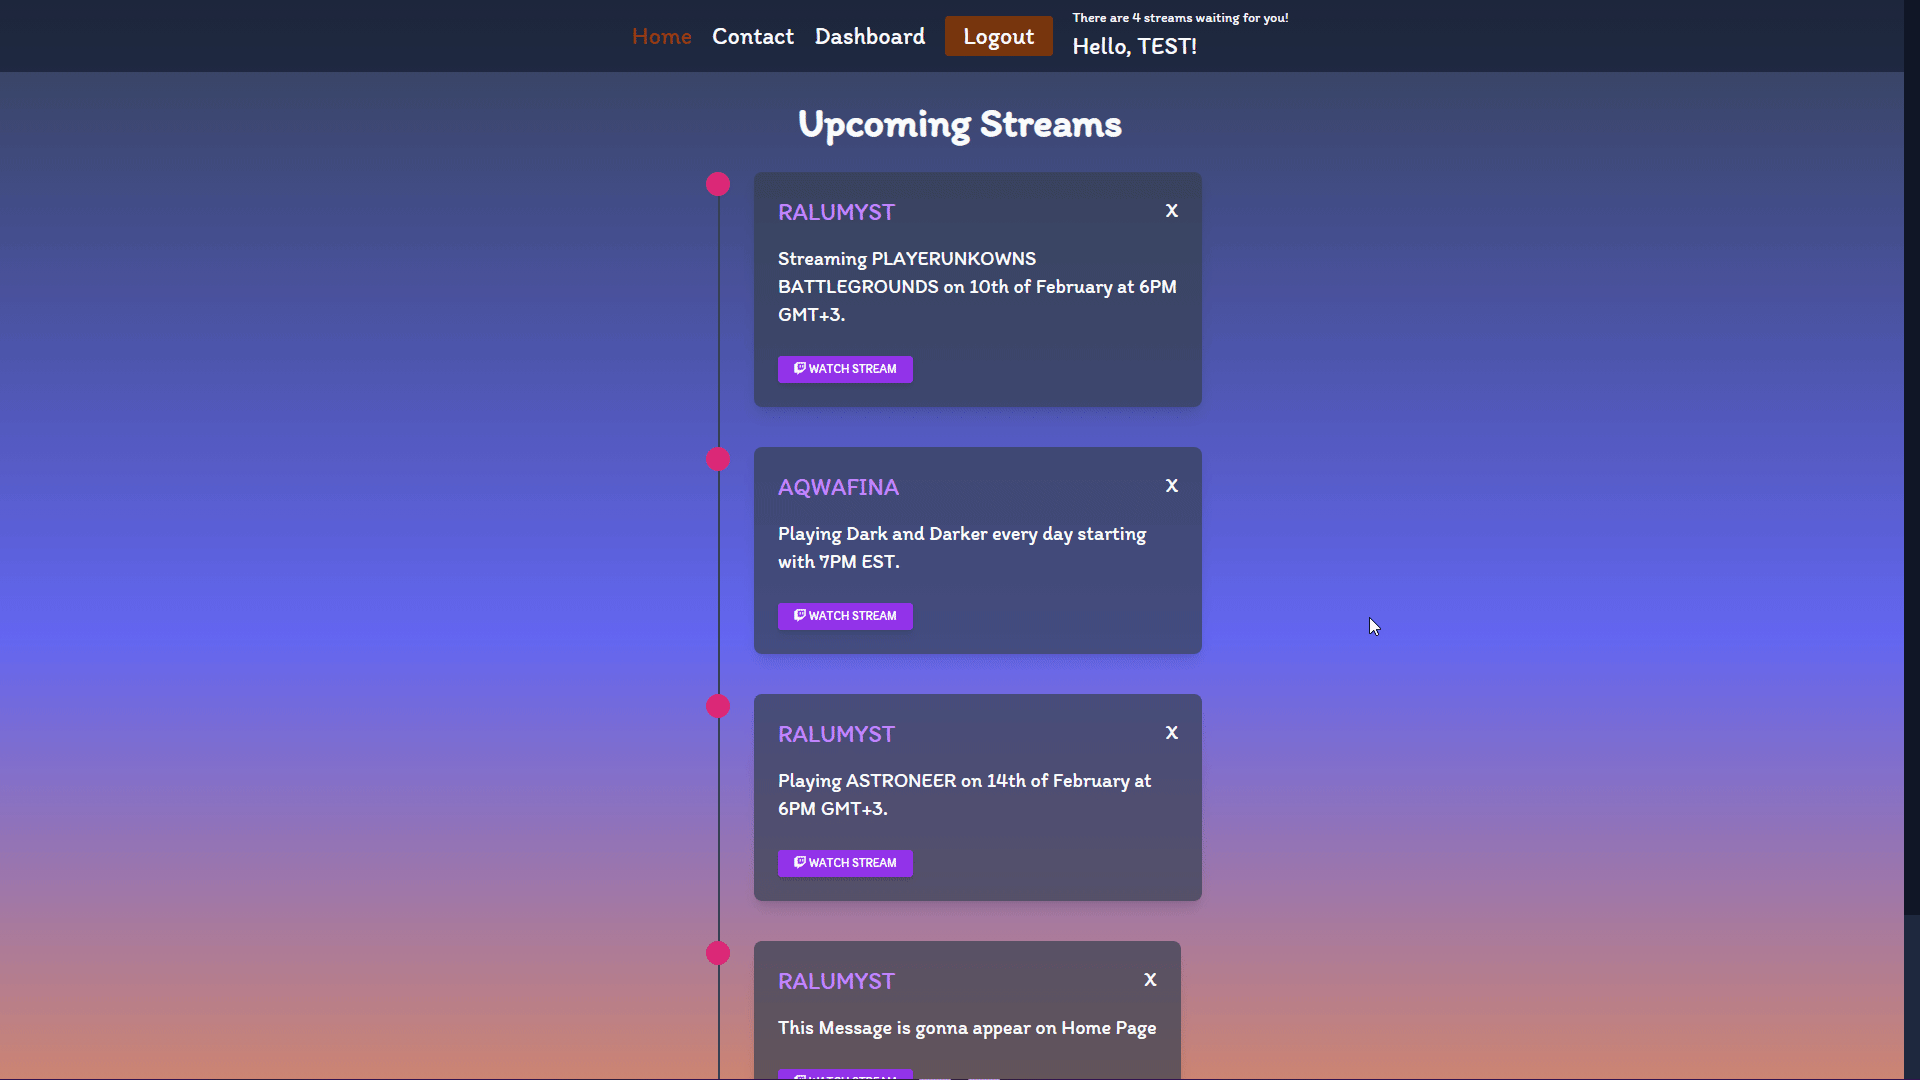 Home Contact Dashboard Logout
There are 4 streams waiting for you!
Hello, TEST!
Upcoming Streams
RALUMYST X
Streaming PLAYERUNKOWNS
BATTLEGROUNDS on 10th of February at 6PM
GMT+3.
WATCH STREAM
AQWAFINA X
Playing Dark and Darker every day starting
with 7PM EST.
WATCH STREAM
RALUMYST X
Playing ASTRONEER on 14th of February at
6PM GMT+3.
WATCH STREAM
RALUMYST X
This Message is gonna appear on Home Page